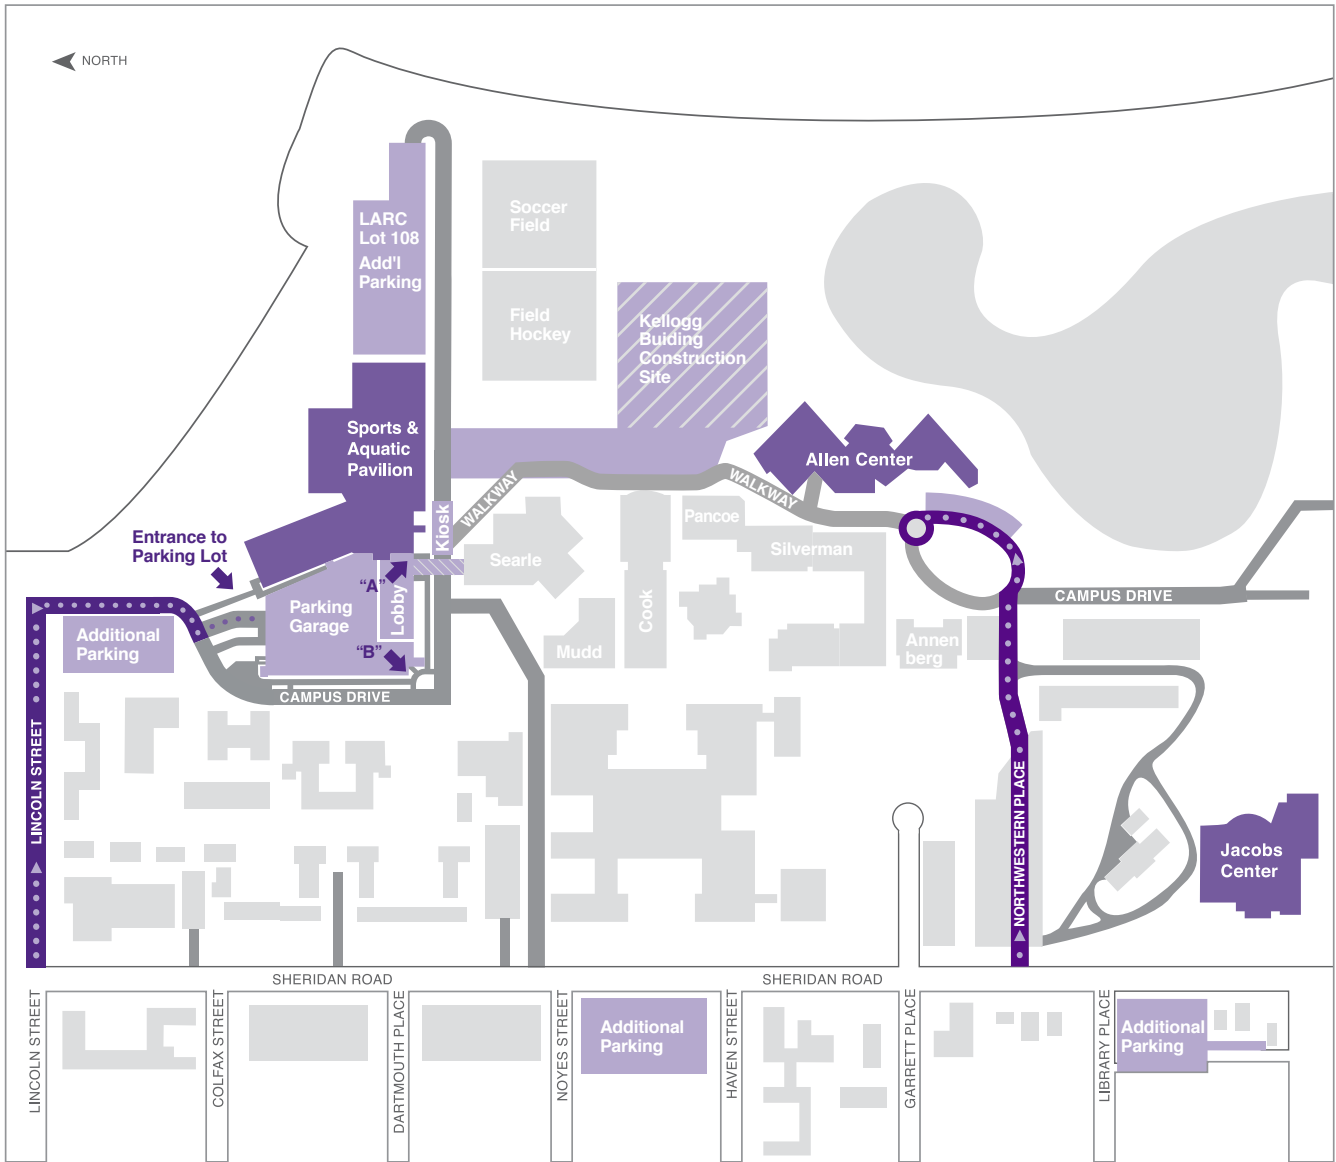 NORTH
LARC
Lot 108
Add'l
Parking
Soccer
Field
Field
Hockey
Kellogg
Buiding
Construction
Site
Sports &
Aquatic
Pavilion
Allen Center
WALKWAY
WALKWAY
Kiosk
Pancoe
Silverman
Searle
Entrance to
Parking Lot
"A"
Lobby
"B"
Parking
Garage
Additional
Parking
Cook
Mudd
Annen
berg
CAMPUS DRIVE
CAMPUS DRIVE
LINCOLN STREET
NORTHWESTERN PLACE
Jacobs
Center
SHERIDAN ROAD
SHERIDAN ROAD
LINCOLN STREET
COLFAX STREET
DARTMOUTH PLACE
NOYES STREET
Additional
Parking
HAVEN STREET
GARRETT PLACE
LIBRARY PLACE
Additional
Parking